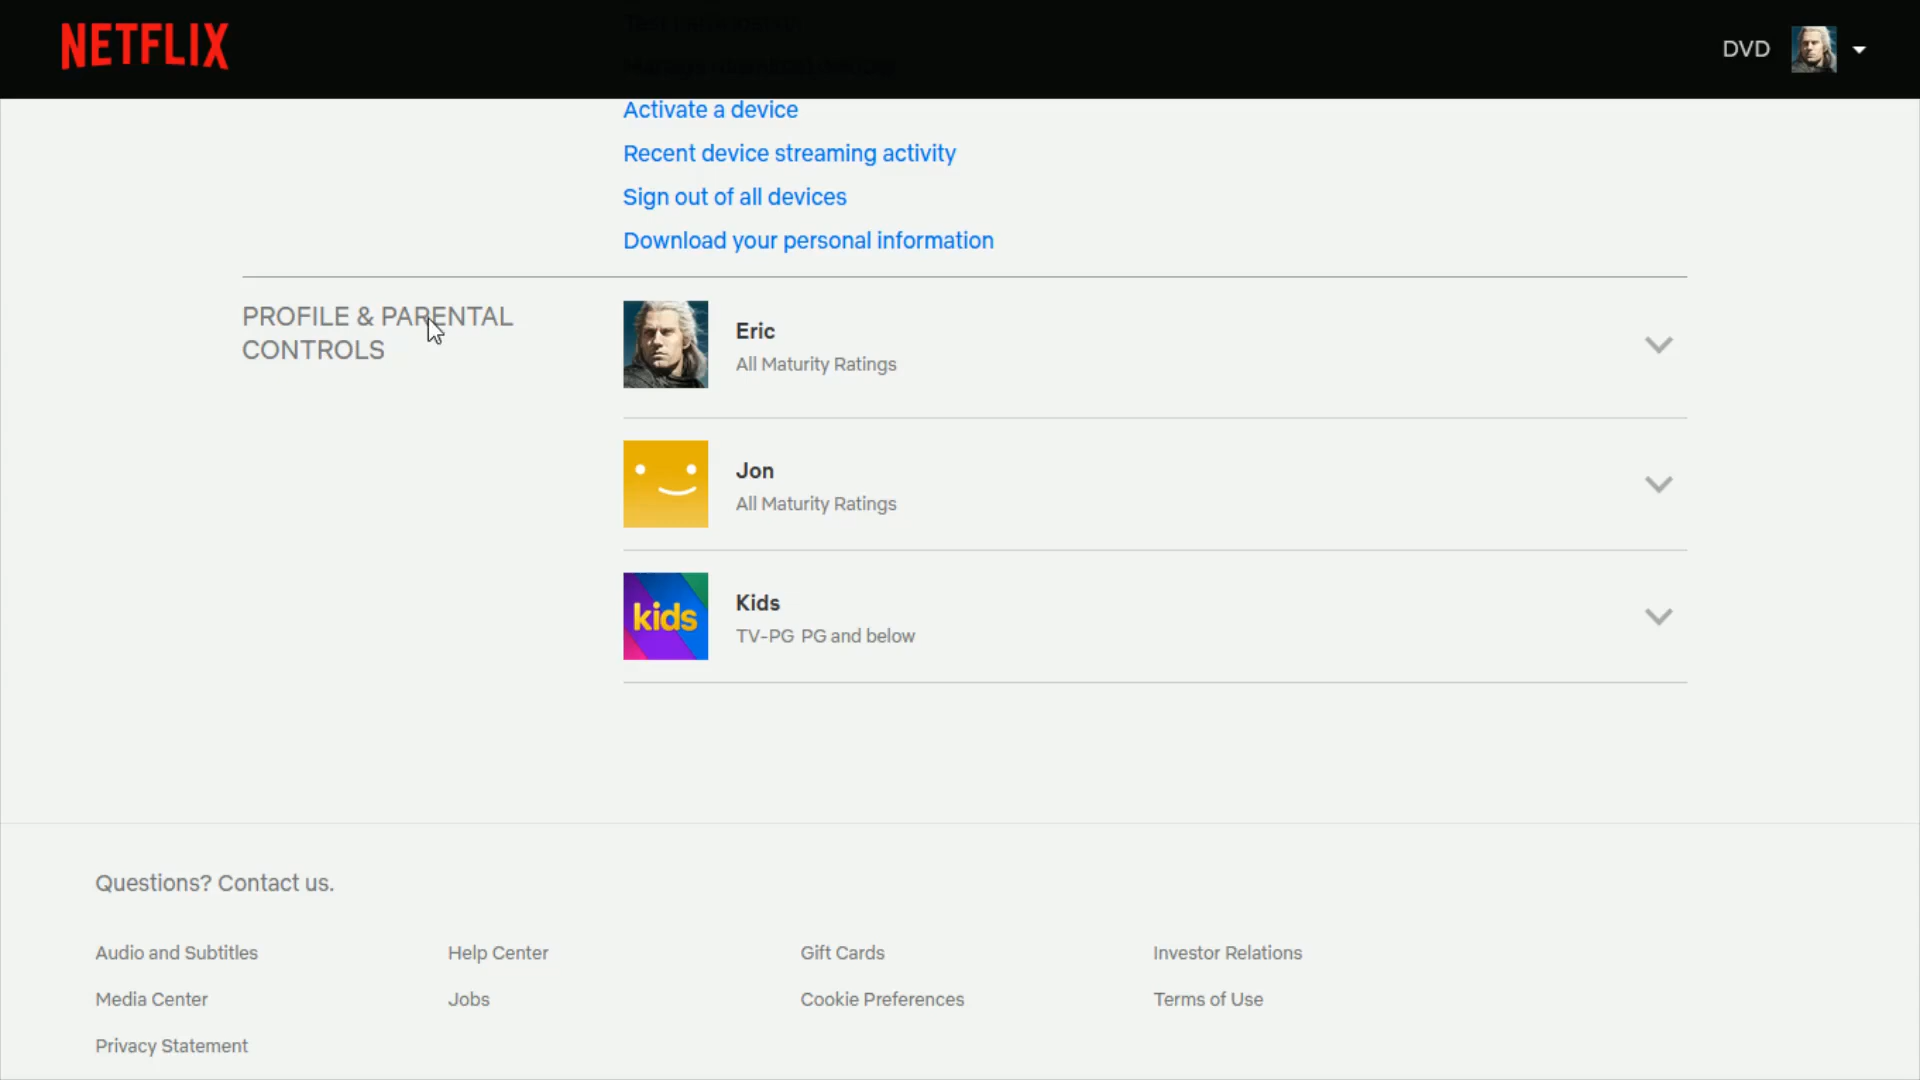 NETFLIX
DVD
Activate a device
Recent device streaming activity
Sign out of all devices
Download your personal information
PROFILE & PARENTAL
CONTROLS
Eric
All Maturity Ratings
Jon
All Maturity Ratings
kids
Kids
TV-PG PG and below
Questions? Contact us.
Audio and Subtitles
Help Center
Gift Cards
Investor Relations
Media Center
Jobs
Cookie Preferences
Terms of Use
Privacy Statement